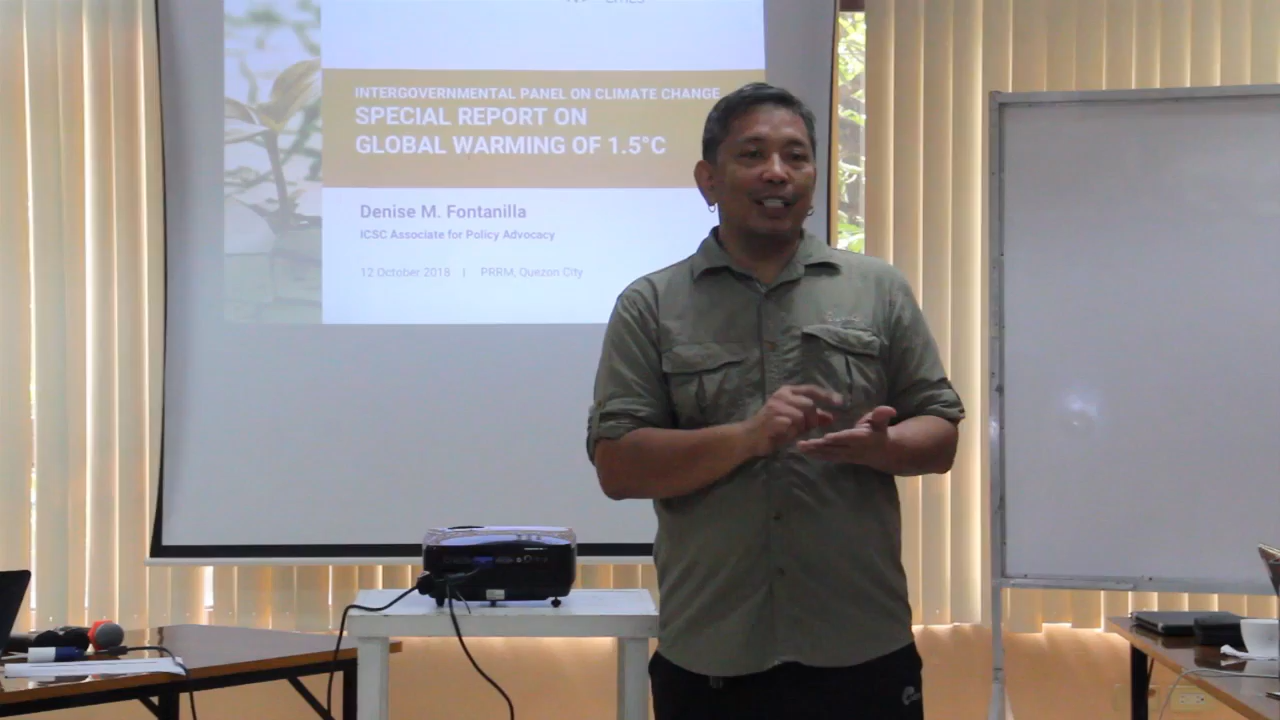 INTERGOVERNMENTAL PANEL ON CLIMATE CHANGE
SPECIAL REPORT ON
GLOBAL WARMING OF 1.5°C
Denise M. Fontanilla
ICSC Associate for Policy Advocacy
12 October 2018 | PRRM, Quezon City